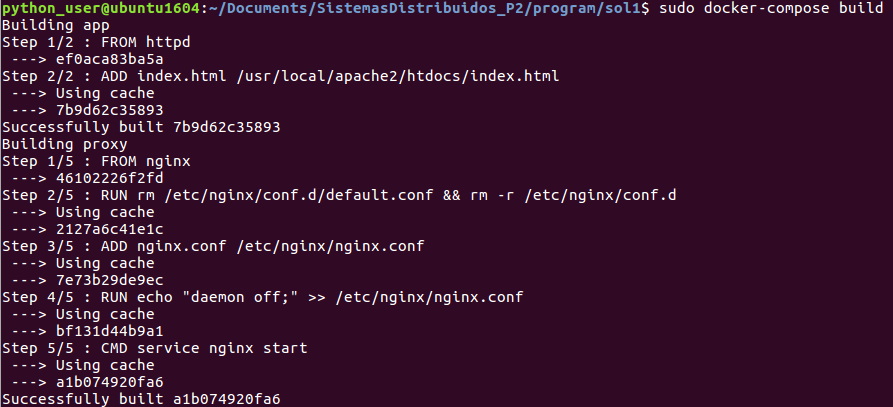 python_user@ubuntu1604:~/Documents/SistemasDistribuidos_P2/program/sol1$ sudo docker-compose build
Building app
Step 1/2 : FROM httpd
 ---> ef0aca83ba5a
Step 2/2 : ADD index.html /usr/local/apache2/htdocs/index.html
 ---> Using cache
 ---> 7b9d62c35893
Successfully built 7b9d62c35893
Building proxy
Step 1/5 : FROM nginx
 ---> 46102226f2fd
Step 2/5 : RUN rm /etc/nginx/conf.d/default.conf && rm -r /etc/nginx/conf.d
 ---> Using cache
 ---> 2127a6c41e1c
Step 3/5 : ADD nginx.conf /etc/nginx/nginx.conf
 ---> Using cache
 ---> 7e73b29de9ec
Step 4/5 : RUN echo "daemon off;" >> /etc/nginx/nginx.conf
 ---> Using cache
 ---> bf131d44b9a1
Step 5/5 : CMD service nginx start
 ---> Using cache
 ---> a1b074920fa6
Successfully built a1b074920fa6